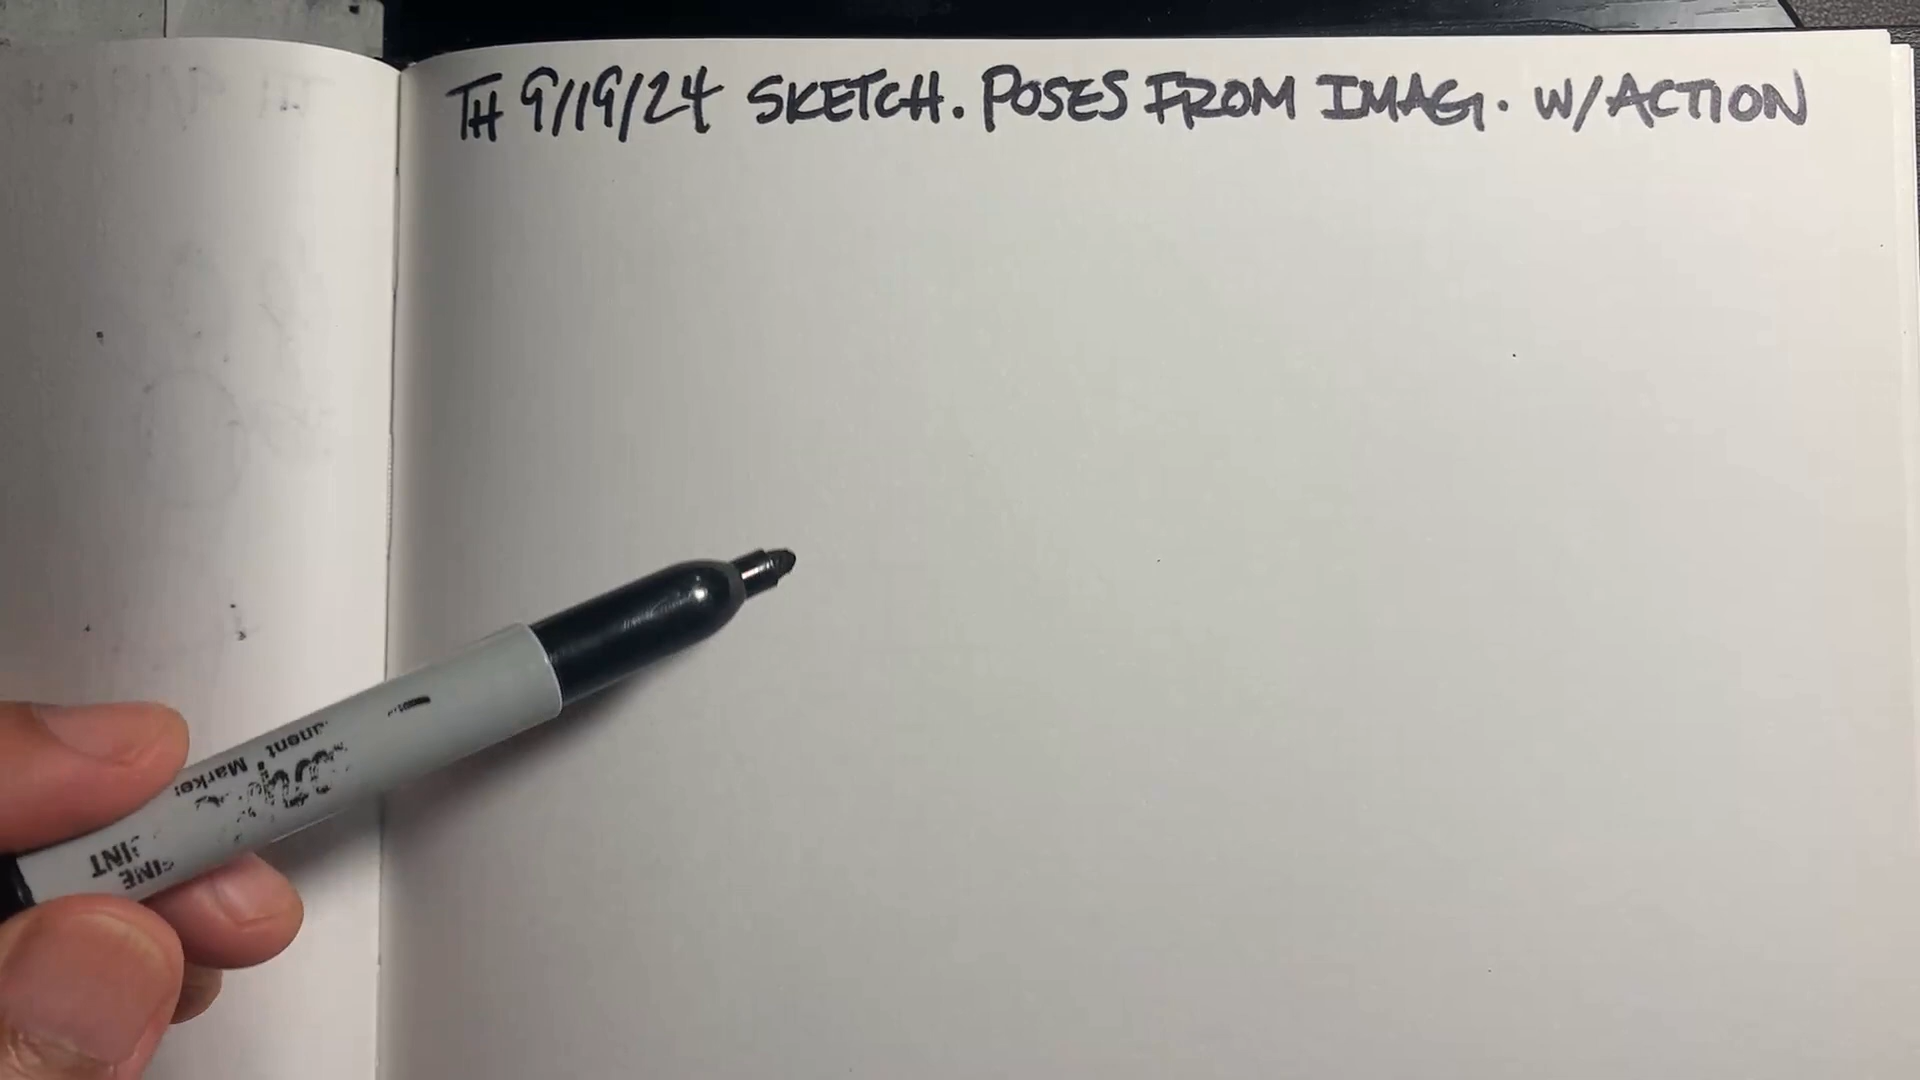 TH 9/19/24 SKETCH. POSES FROM IMAG. W/ACTION